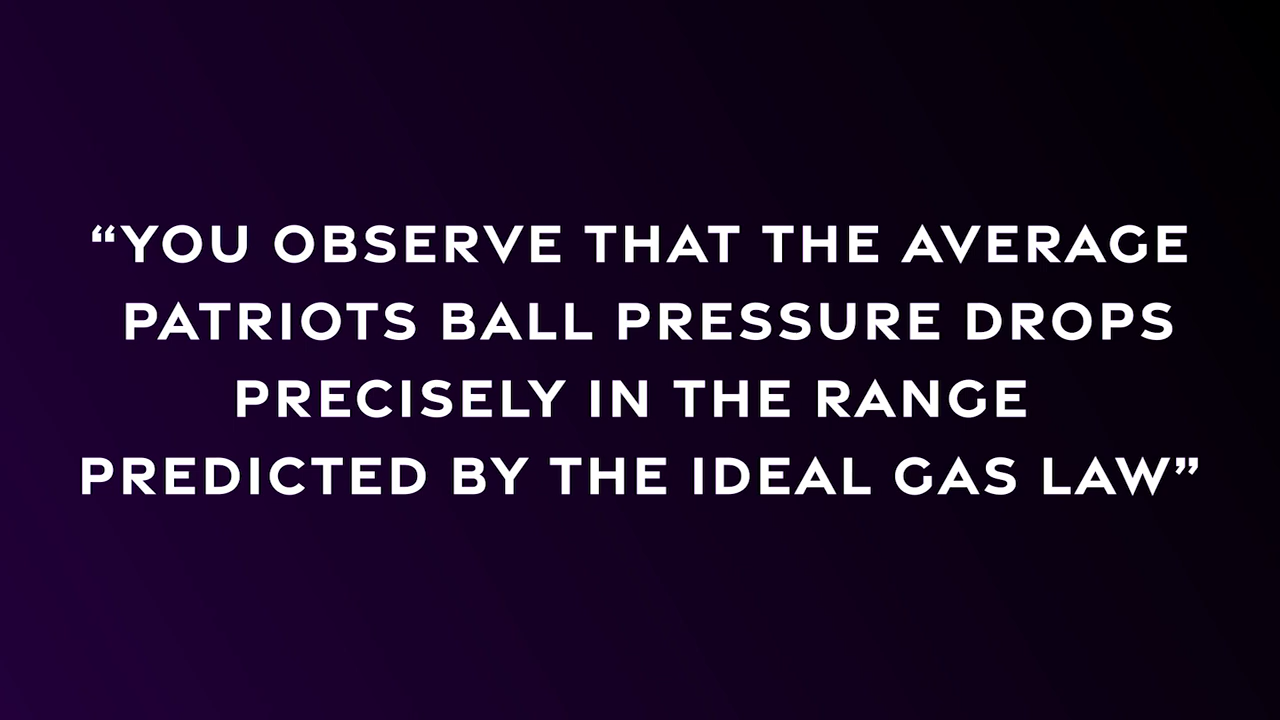 “YOU OBSERVE THAT THE AVERAGE
PATRIOTS BALL PRESSURE DROPS
PRECISELY IN THE RANGE
PREDICTED BY THE IDEAL GAS LAW”